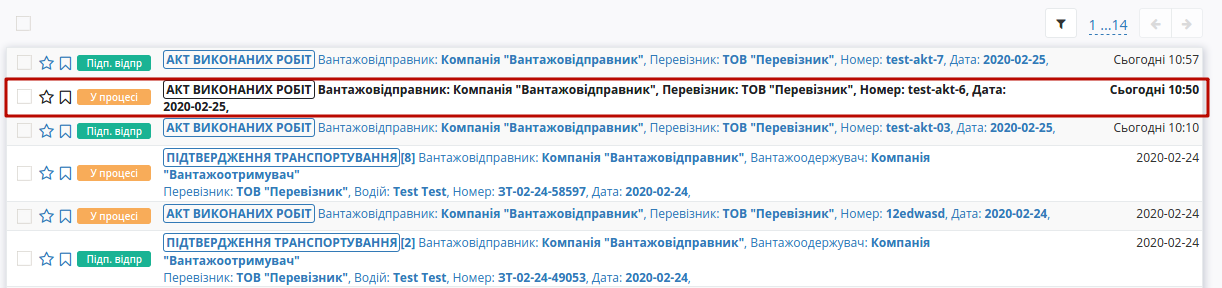 1 ...14
Підп. відпр АКТ ВИКОНАНИХ РОБІТ Вантажовідправник: Компанія "Вантажовідправник", Перевізник: ТОВ "Перевізник", Номер: test-akt-7, Дата: 2020-02-25, Сьогодні 10:57
У процесі АКТ ВИКОНАНИХ РОБІТ Вантажовідправник: Компанія "Вантажовідправник", Перевізник: ТОВ "Перевізник", Номер: test-akt-6, Дата: Сьогодні 10:50
2020-02-25,
Підп. відпр АКТ ВИКОНАНИХ РОБІТ Вантажовідправник: Компанія "Вантажовідправник", Перевізник: ТОВ "Перевізник", Номер: test-akt-03, Дата: 2020-02-25, Сьогодні 10:10
ПІДТВЕРДЖЕННЯ ТРАНСПОРТУВАННЯ [8] Вантажовідправник: Компанія "Вантажовідправник", Вантажоодержувач: Компанія 2020-02-24
У процесі "Вантажоотримувач"
Перевізник: ТОВ "Перевізник", Водій: Test Test, Номер: ЗТ-02-24-58597, Дата: 2020-02-24,
У процесі АКТ ВИКОНАНИХ РОБІТ Вантажовідправник: Компанія "Вантажовідправник", Перевізник: ТОВ "Перевізник", Номер: 12edwasd, Дата: 2020-02-24, 2020-02-24
ПІДТВЕРДЖЕННЯ ТРАНСПОРТУВАННЯ [2] Вантажовідправник: Компанія "Вантажовідправник", Вантажоодержувач: Компанія 2020-02-24
Підп. відпр "Вантажоотримувач"
Перевізник: ТОВ "Перевізник", Водій: Test Test, Номер: ЗТ-02-24-49053, Дата: 2020-02-24,